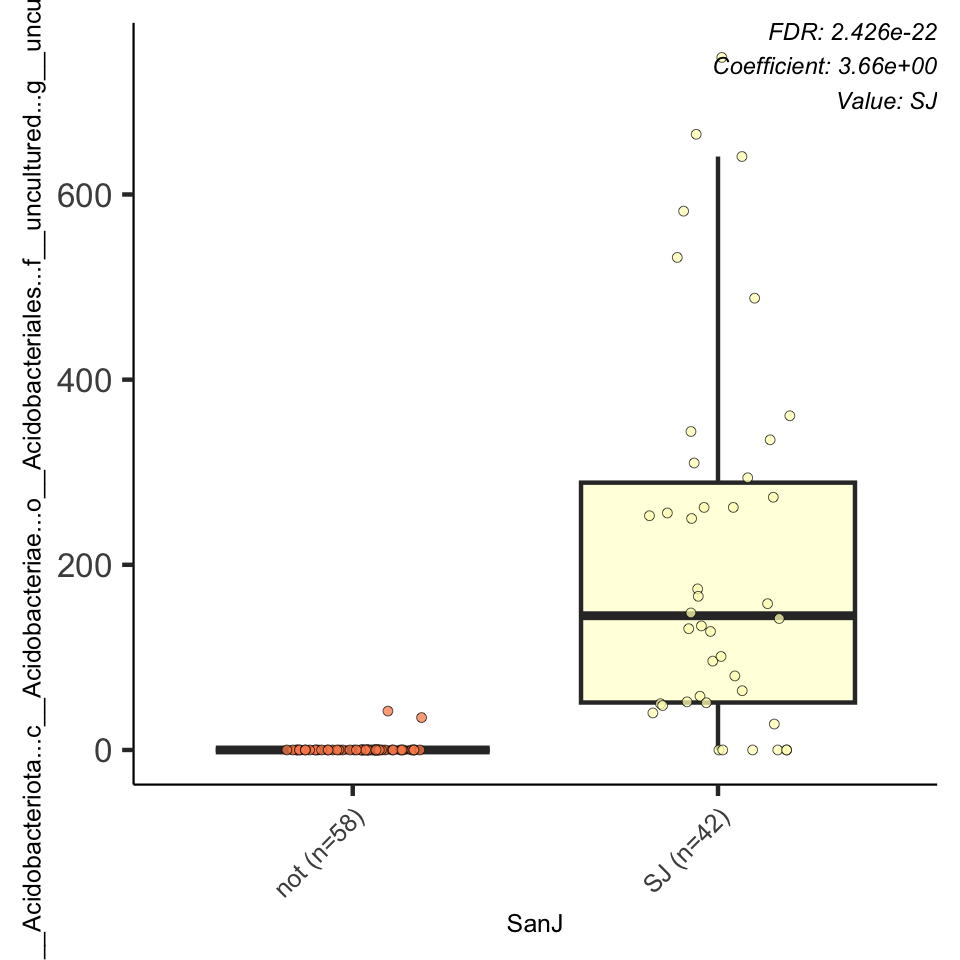 FDR: 2.426e-22
Coefficient: 3.66e+00
Value: SJ
__Acidobacteriota...c__Acidobacteriae...o__Acidobacteriales...f__uncultured...g__uncu
600
400
200
0
not (n=58)
SJ (n=42)
SanJ